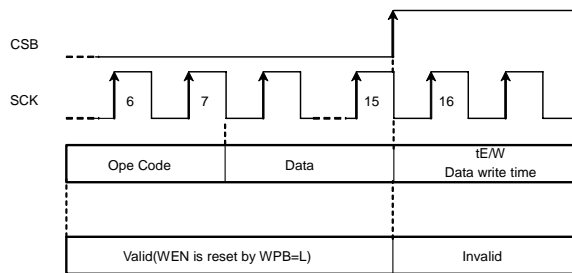 CSB
SCK
6 7 15 16
Ope Code Data tE/W
Data write time
Valid(WEN is reset by WPB=L) Invalid